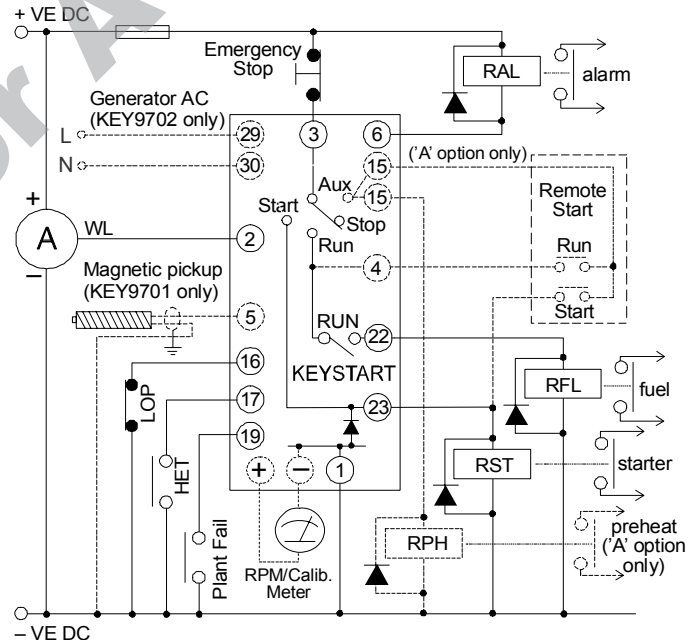 + VE DC
Emergency
Stop
RAL
alarm
Generator AC
(KEY9702 only)
L
N
29
30
3
6
('A' option only)
15
15
Aux
Start
Stop
Run
Remote
Start
Run
Start
+
A
–
WL
2
4
Magnetic pickup
(KEY9701 only)
5
RUN
22
KEYSTART
16
LOP
17
HET
19
Plant Fail
23
+
–
1
RPM/Calib.
Meter
RFL
fuel
RST
starter
RPH
preheat
('A' option
only)
– VE DC
or A